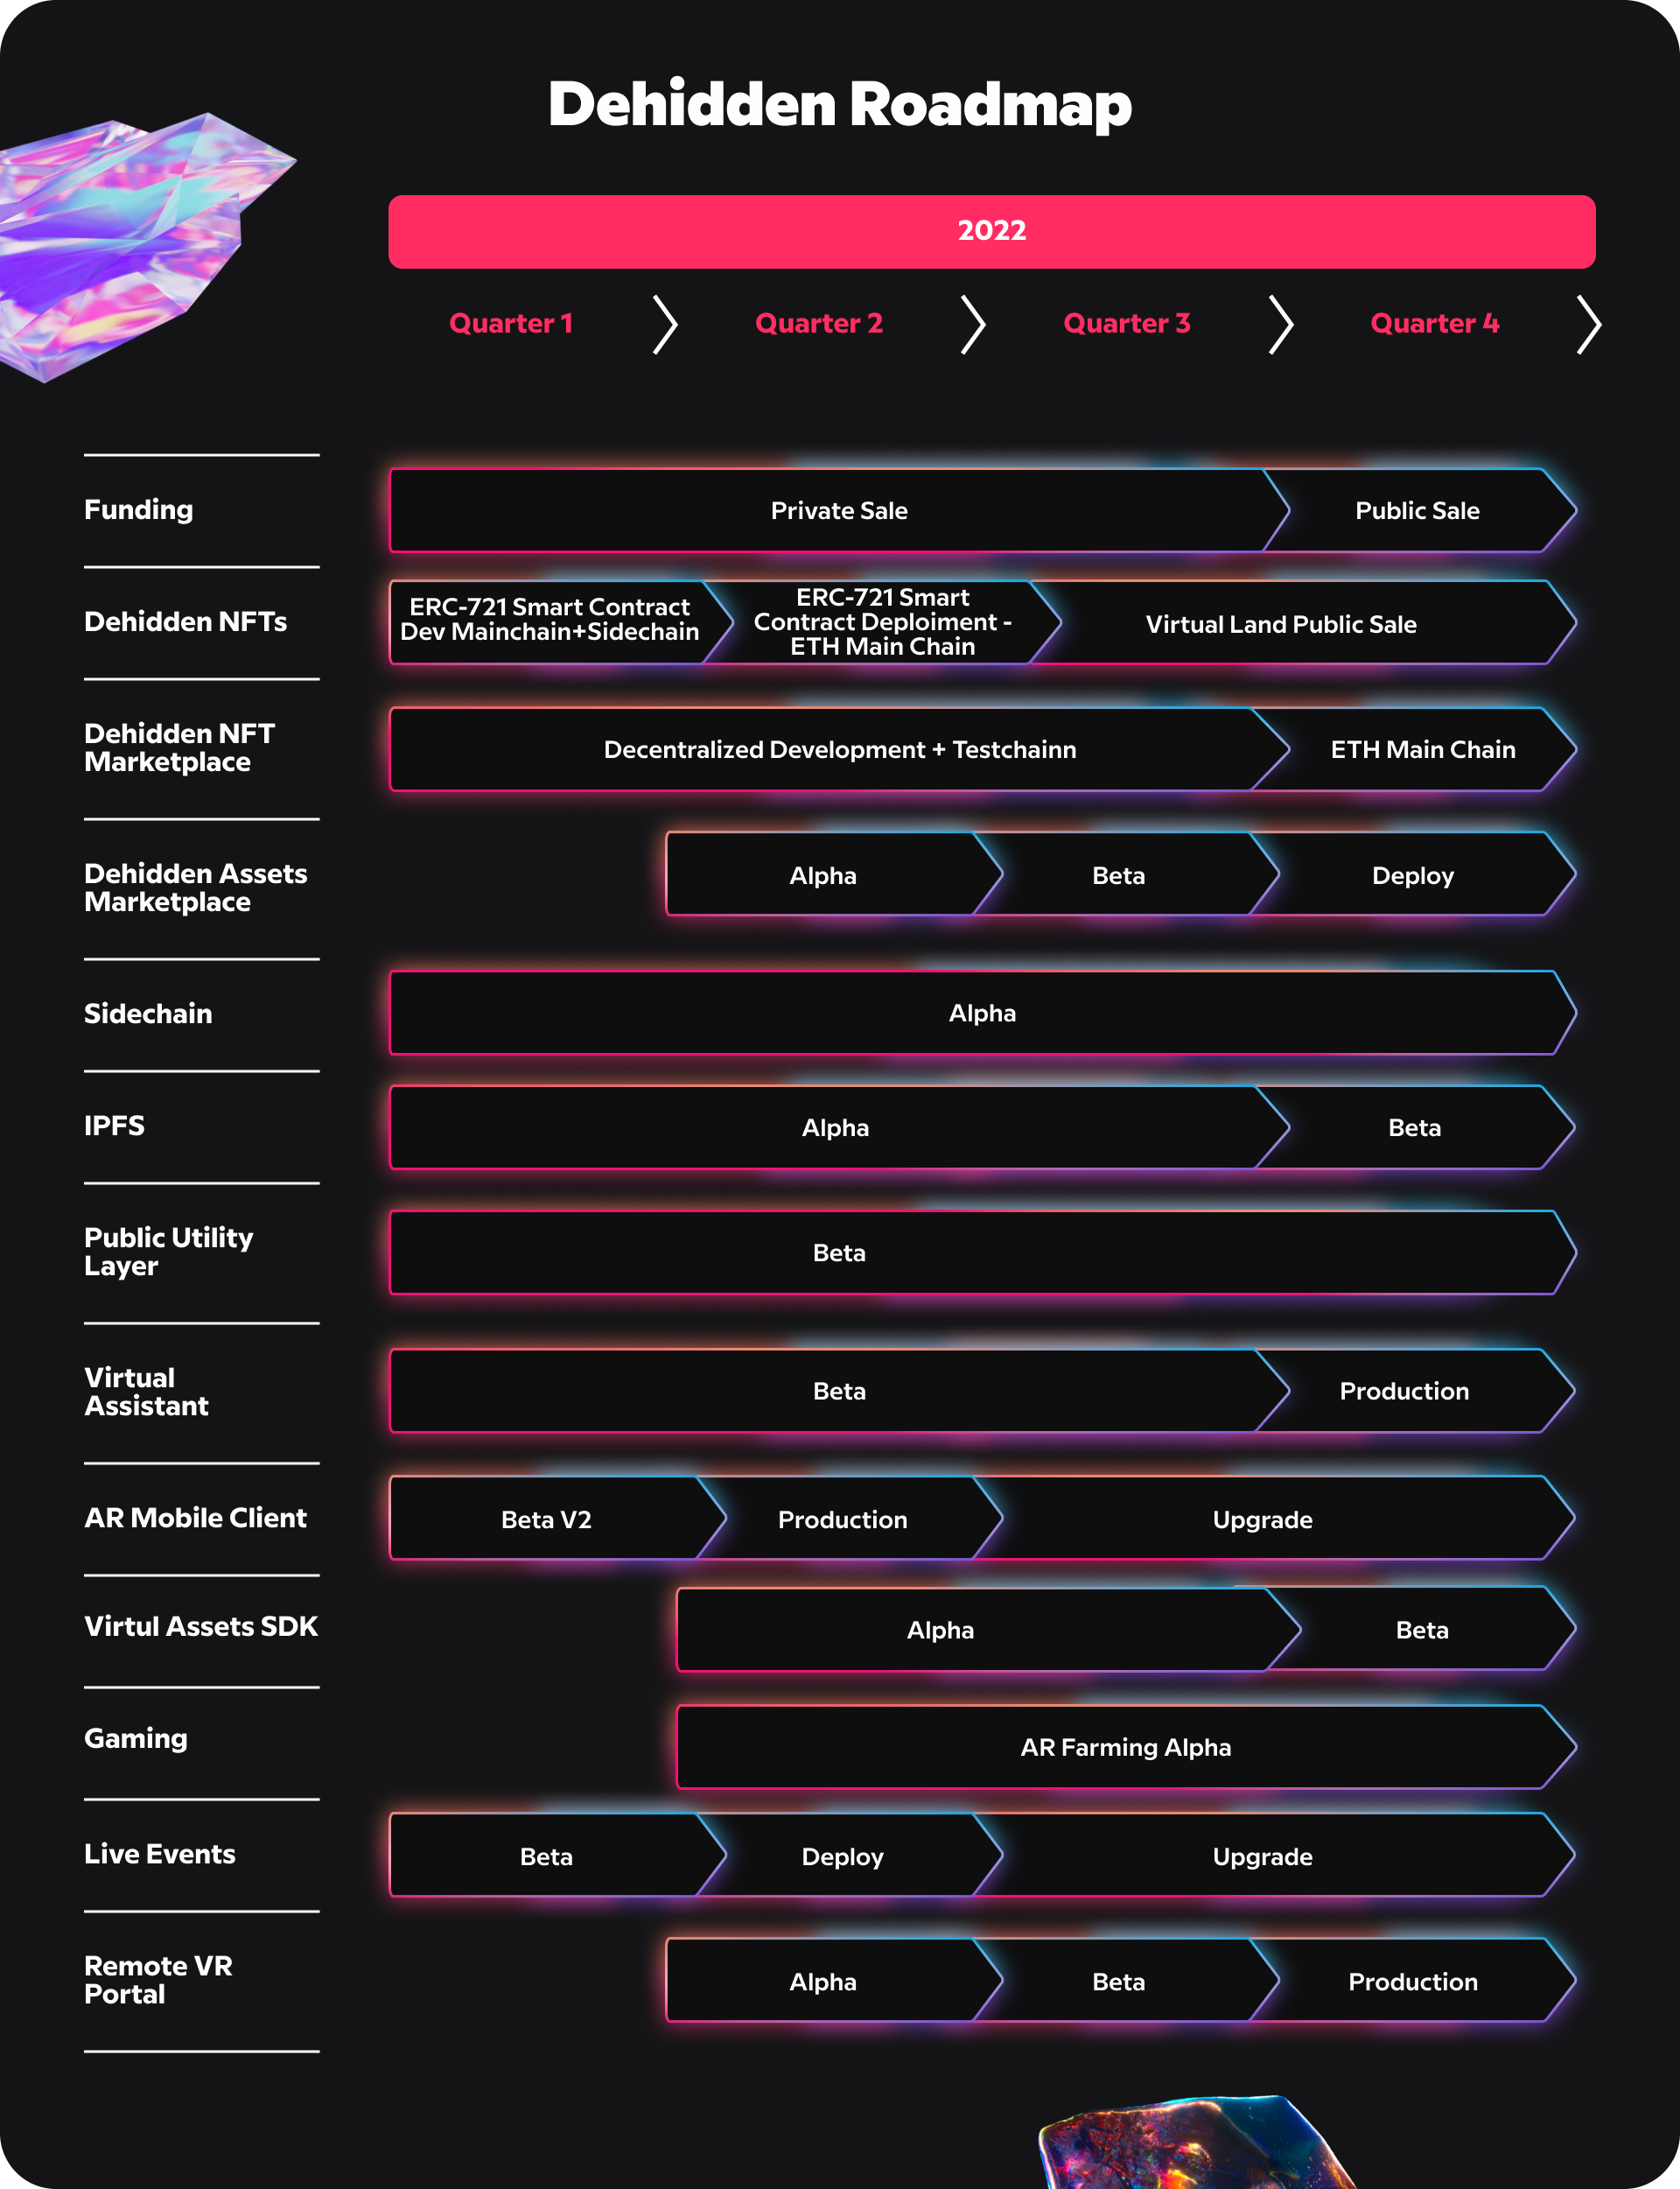 Dehidden Roadmap
2022
Quarter 1
Quarter 2
Quarter 3
Quarter 4
Funding
Private Sale
Public Sale
Dehidden NFTs
ERC-721 Smart Contract
Dev Mainchain+Sidechain
ERC-721 Smart
Contract Deploiment -
ETH Main Chain
Virtual Land Public Sale
Dehidden NFT
Marketplace
Decentralized Development + Testchainn
ETH Main Chain
Dehidden Assets
Marketplace
Alpha
Beta
Deploy
Sidechain
Alpha
IPFS
Alpha
Beta
Public Utility
Layer
Beta
Virtual
Assistant
Beta
Production
AR Mobile Client
Beta V2
Production
Upgrade
Virtul Assets SDK
Alpha
Beta
Gaming
AR Farming Alpha
Live Events
Beta
Deploy
Upgrade
Remote VR
Portal
Alpha
Beta
Production